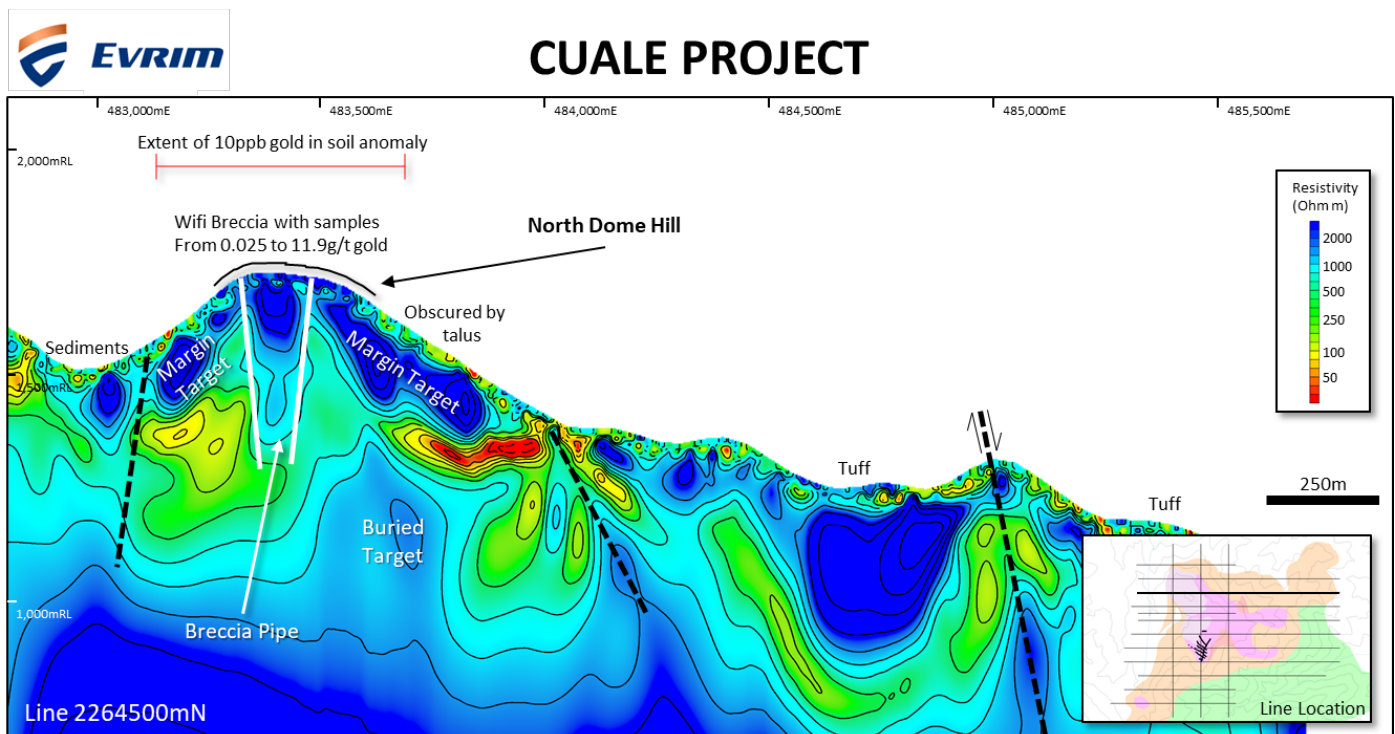 EVRIM
CUALE PROJECT
483,000mE
483,500mE
484,000mE
484,500mE
485,000mE
485,500mE
Extent of 10ppb gold in soil anomaly
2,000mRL
Wifi Breccia with samples
From 0.025 to 11.9g/t gold
North Dome Hill
Resistivity
(Ohm m)
2000
1000
500
250
100
50
Obscured by
talus
Sediments
Margin
Target
Margin Target
,500mRL
Tuff
250m
Tuff
Buried
Target
1,000mRL
Breccia Pipe
Line 2264500mN
Line Location